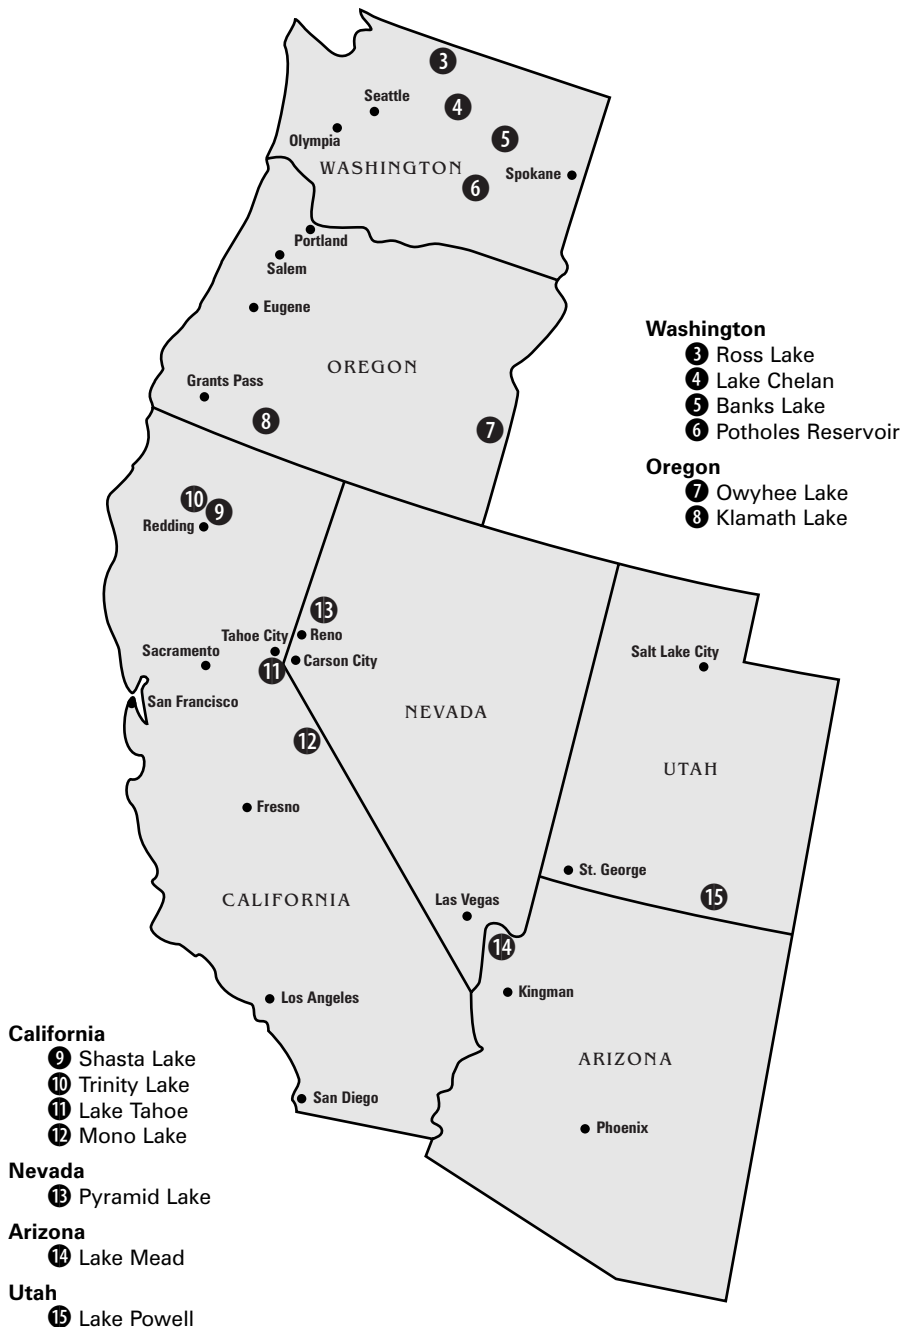 3
Seattle
4
Olympia
5
WASHINGTON
Spokane
6
Portland
Salem
Eugene
Washington
3 Ross Lake
OREGON
4 Lake Chelan
Grants Pass
5 Banks Lake
8
7
6 Potholes Reservoir
Oregon
7 Owyhee Lake
10
9
8 Klamath Lake
Redding
13
Tahoe City
Reno
Sacramento
Salt Lake City
11
Carson City
San Francisco
NEVADA
12
UTAH
Fresno
St. George
CALIFORNIA
Las Vegas
15
14
Kingman
Los Angeles
California
9 Shasta Lake
ARIZONA
10 Trinity Lake
San Diego
11 Lake Tahoe
Phoenix
12 Mono Lake
Nevada
13 Pyramid Lake
Arizona
14 Lake Mead
Utah
15 Lake Powell